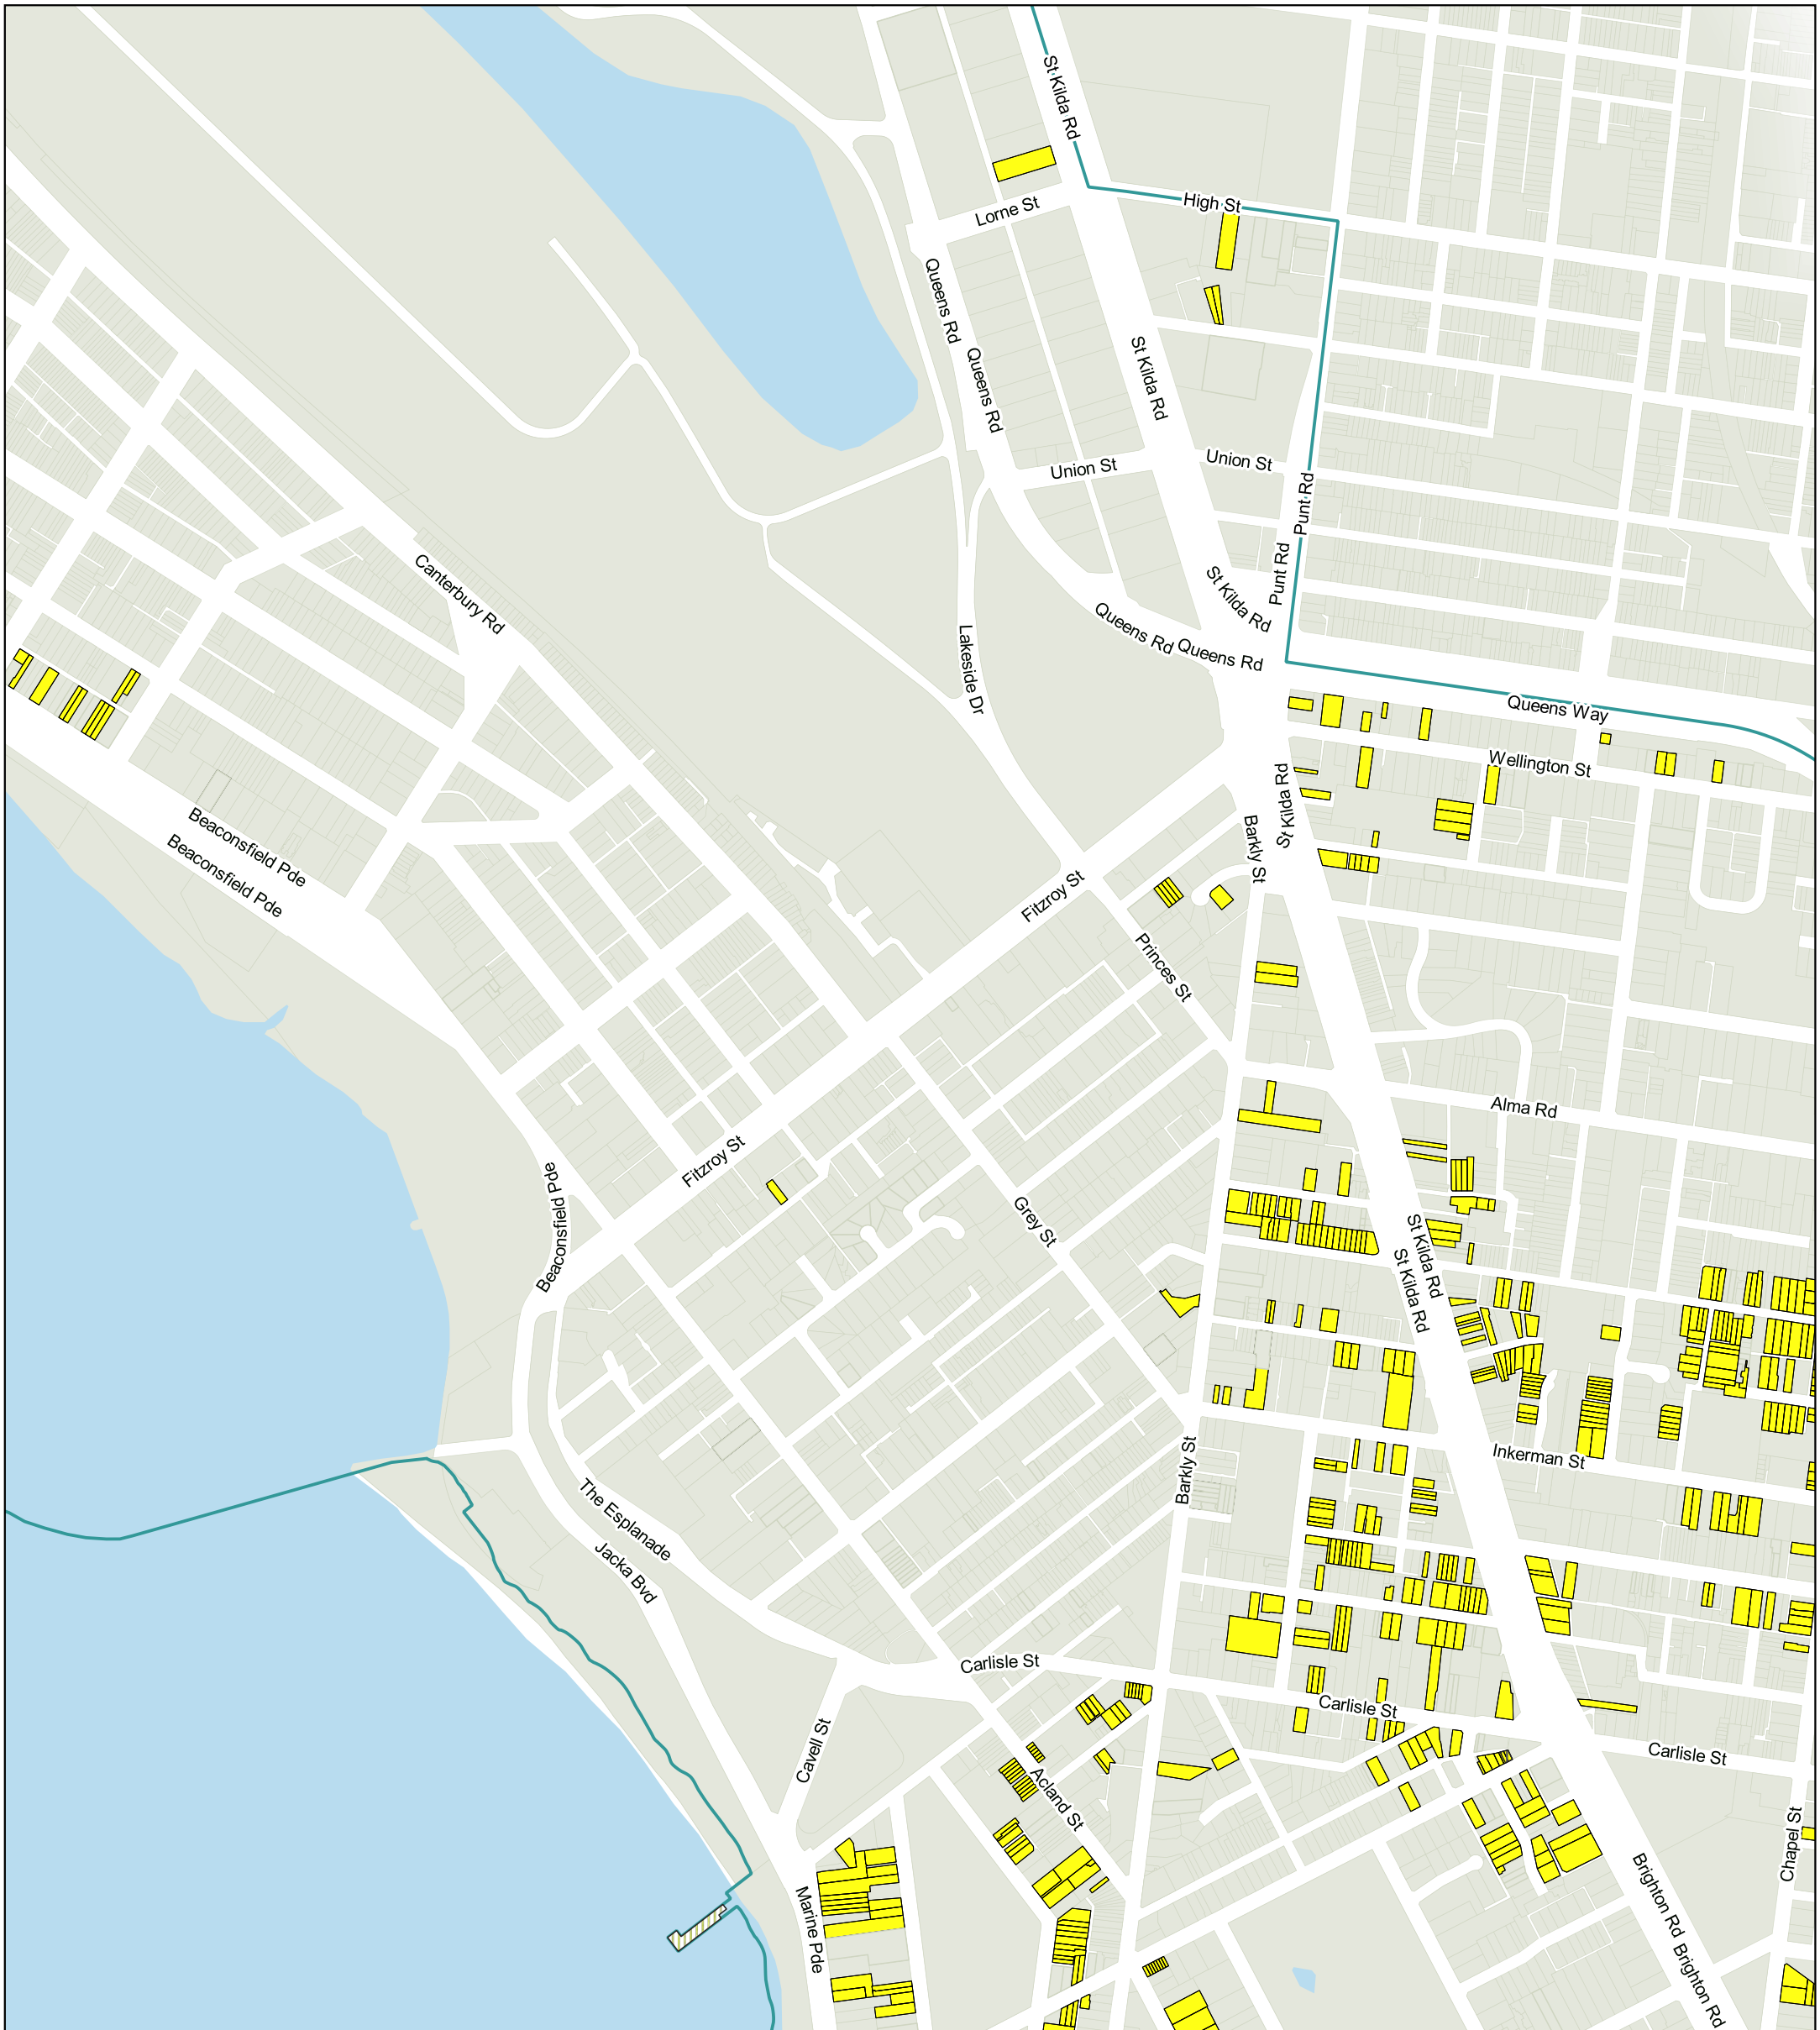 St Kilda Rd
High St
Lorne St
Queens Rd
Queens Rd
St Kilda Rd
Union St
Union St
Punt Rd
Punt Rd
St Kilda Rd
Canterbury Rd
Queens Rd
Queens Rd
Lakeside Dr
Queens Way
Wellington St
St Kilda Rd
Barkly St
Beaconsfield Pde
Beaconsfield Pde
Fitzroy St
Princes St
Alma Rd
Fitzroy St
Beaconsfield Pde
Grey St
St Kilda Rd
St Kilda Rd
Inkerman St
Barkly St
The Esplanade
Jacka Bvd
Carlisle St
Carlisle St
Carlisle St
Cavell St
Acland St
Chapel St
Marine Pde
Brighton Rd
Brighton Rd